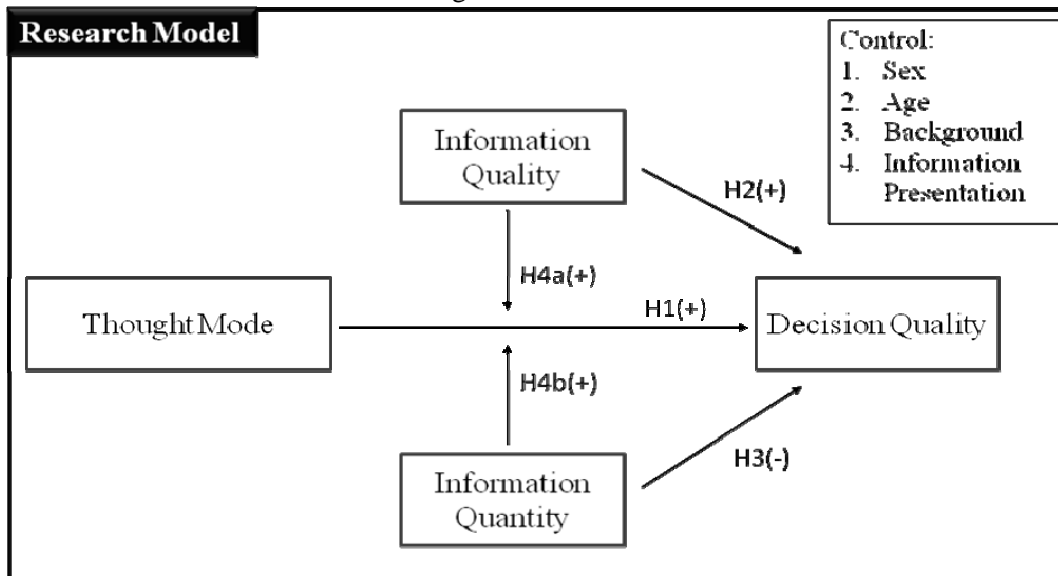 Research Model
Control:
1. Sex
2. Age
3. Background
4. Information
Presentation
Information
Quality
H2(+)
H4a(+)
Thought Mode
H1(+)
Decision Quality
H4b(+)
H3(-)
Information
Quantity